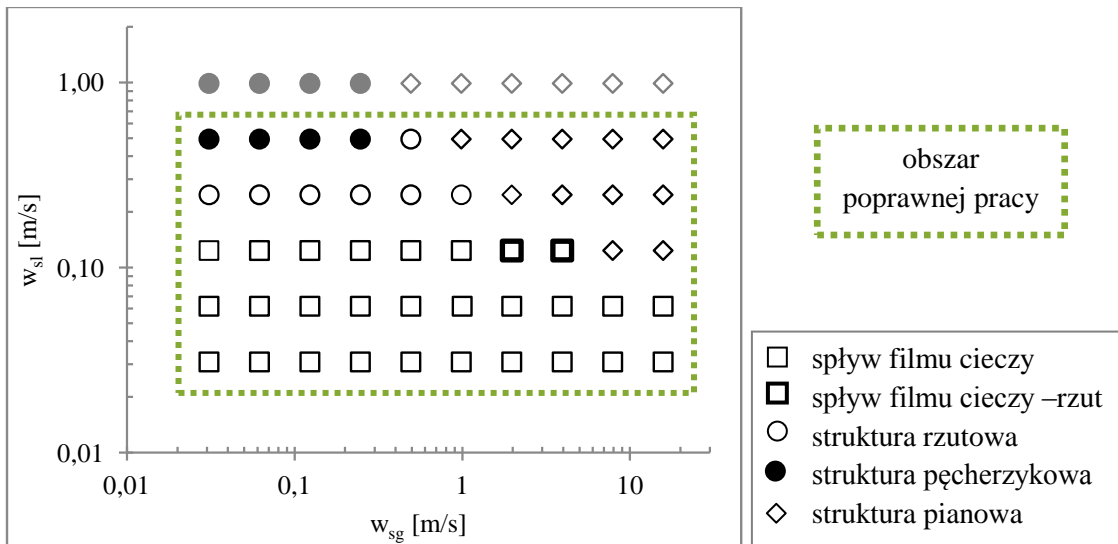 1,00
0,10
0,01
w_sl [m/s]
0,01
0,1
1
10
w_sg [m/s]
obszar
poprawnej pracy
spływ filmu cieczy
spływ filmu cieczy –rzut
struktura rzutowa
struktura pęcherzykowa
struktura pianowa